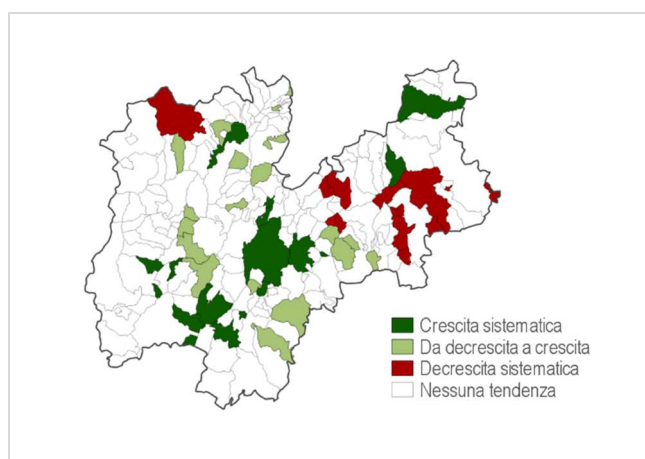 Crescita sistematica
Da decrescita a crescita
Decrescita sistematica
Nessuna tendenza